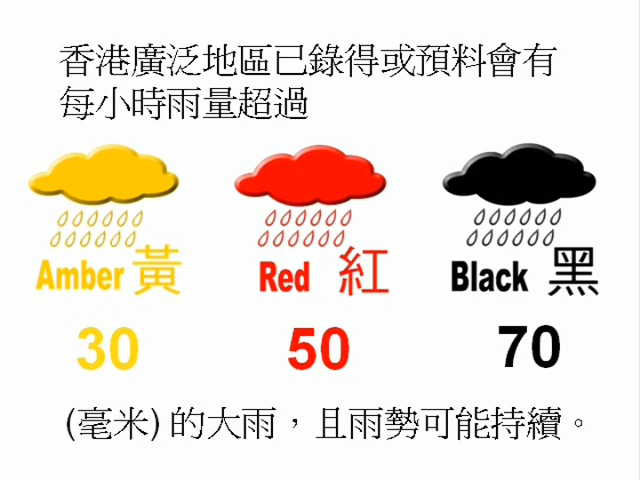 香港廣泛地區已錄得或預料會有
每小時雨量超過
Amber 黃 Red 紅 Black 黑
30 50 70
(毫米) 的大雨，且雨勢可能持續。